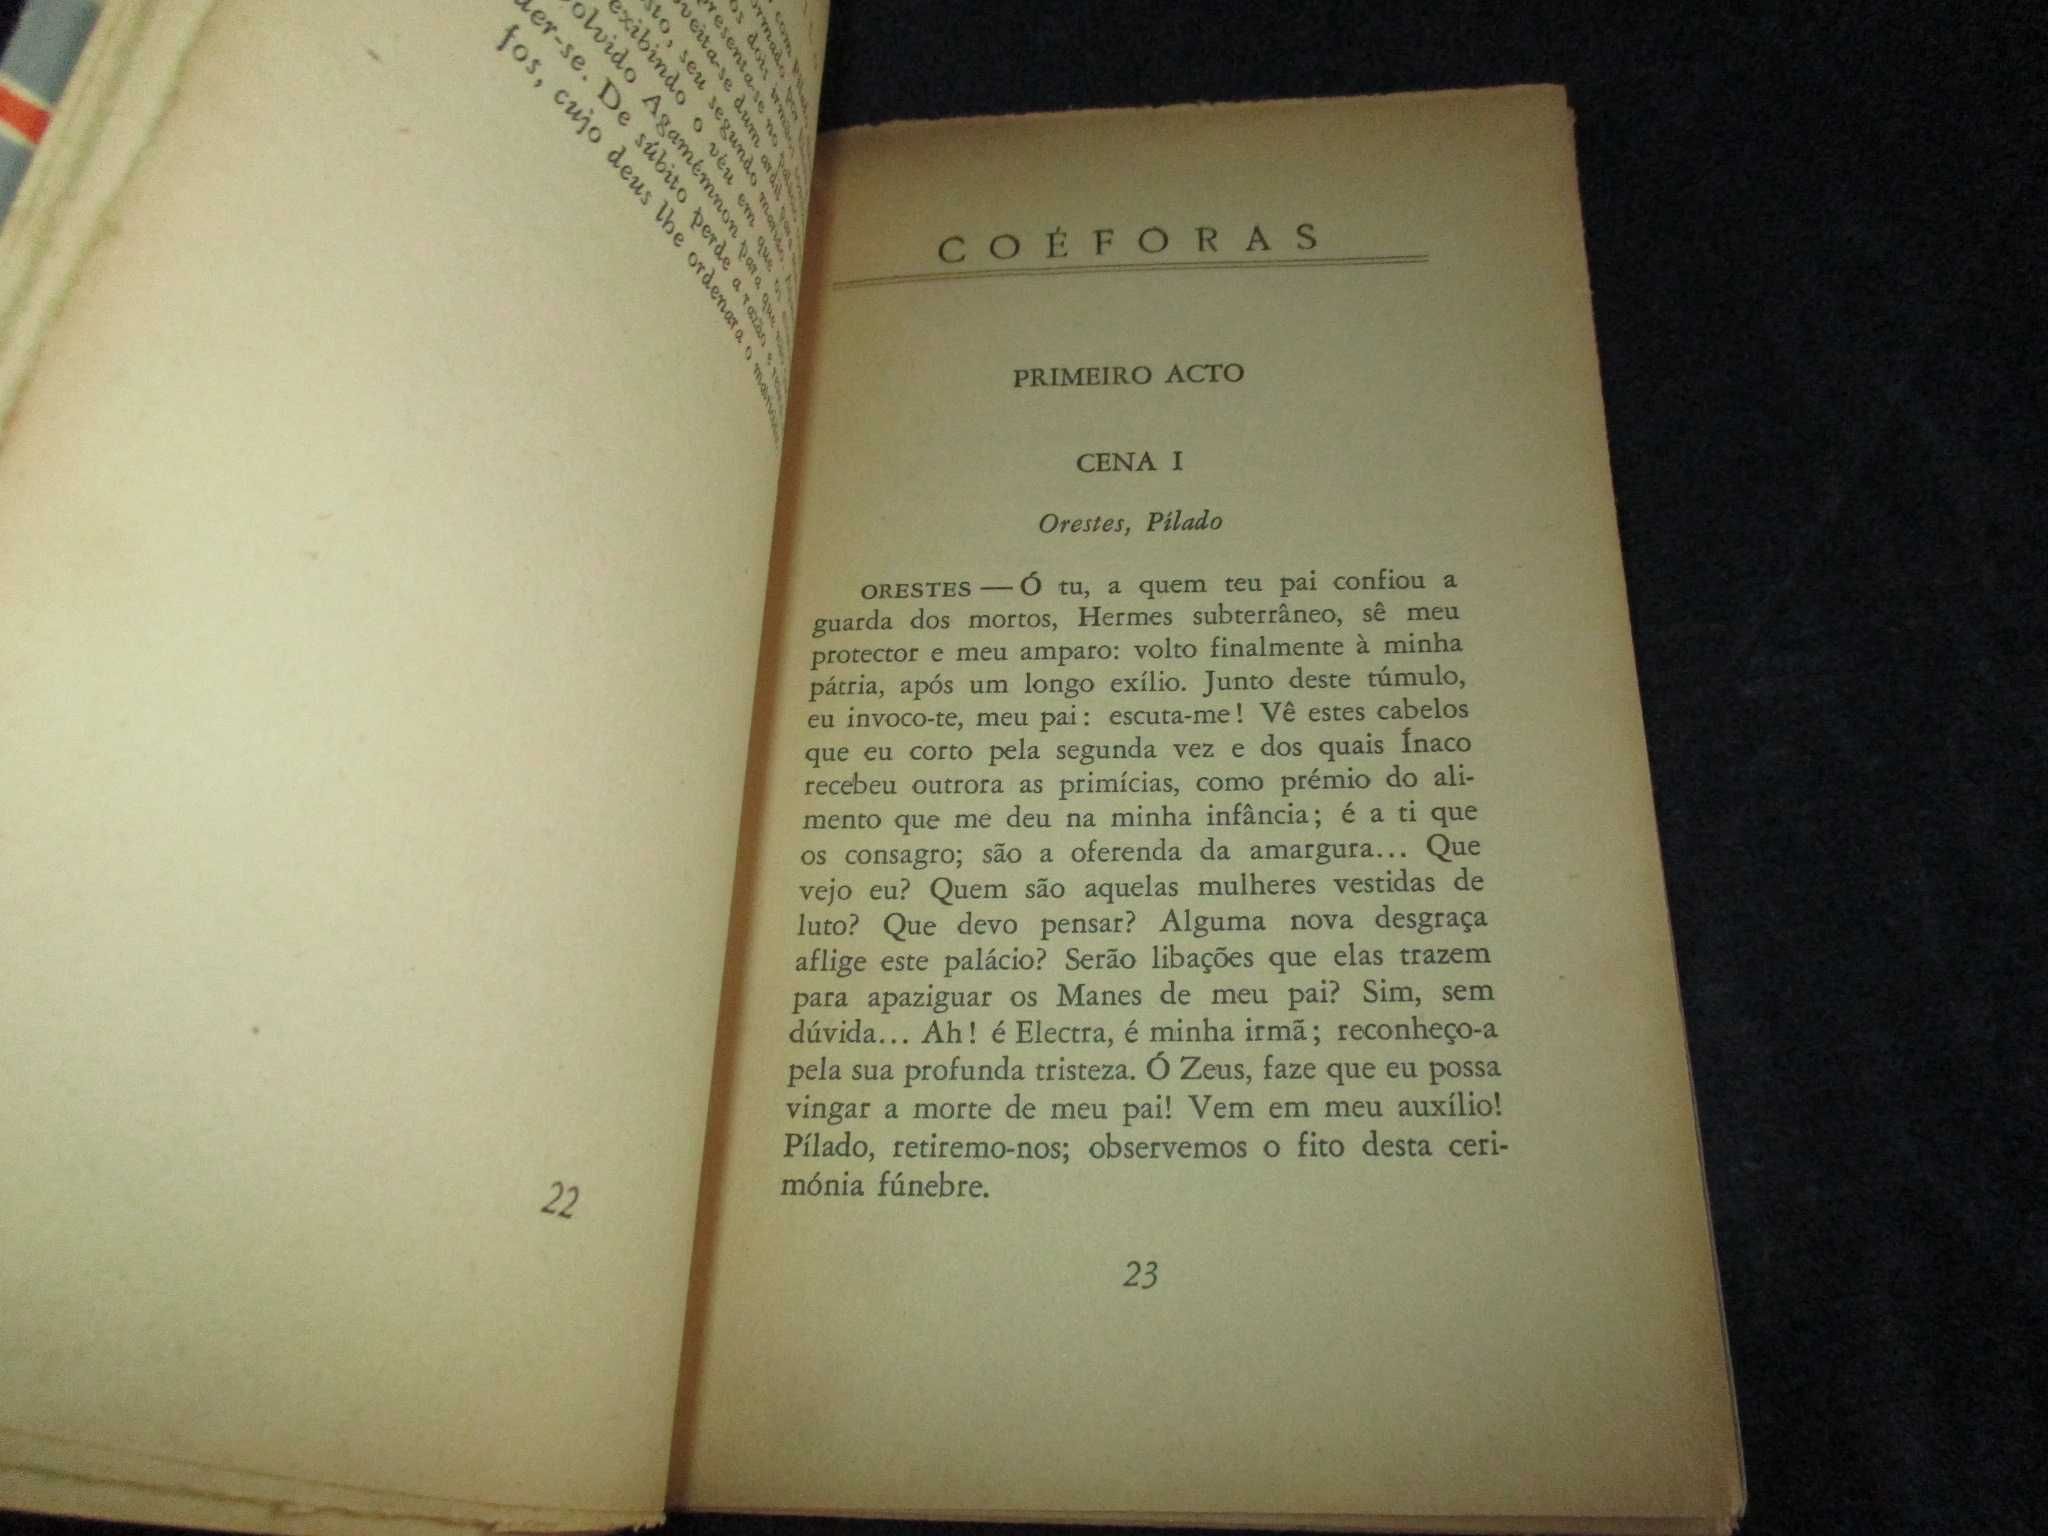 der-se. De súbito perde a razão e
fos, cujo deus lhe ordenara o
22
COÉFORAS
PRIMEIRO ACTO
CENA I
Orestes, Pílado
ORESTES — Ó tu, a quem teu pai confiou a
guarda dos mortos, Hermes subterrâneo, sê meu
protector e meu amparo: volto finalmente à minha
pátria, após um longo exílio. Junto deste túmulo,
eu invoco-te, meu pai: escuta-me! Vê estes cabelos
que eu corto pela segunda vez e dos quais Ínaco
recebeu outrora as primícias, como prémio do ali-
mento que me deu na minha infância; é a ti que
os consagro; são a oferenda da amargura... Que
vejo eu? Quem são aquelas mulheres vestidas de
luto? Que devo pensar? Alguma nova desgraça
aflige este palácio? Serão libações que elas trazem
para apaziguar os Manes de meu pai? Sim, sem
dúvida... Ah! é Electra, é minha irmã; reconheço-a
pela sua profunda tristeza. Ó Zeus, faze que eu possa
vingar a morte de meu pai! Vem em meu auxílio!
Pílado, retiremo-nos; observemos o fito desta ceri-
mónia fúnebre.
23